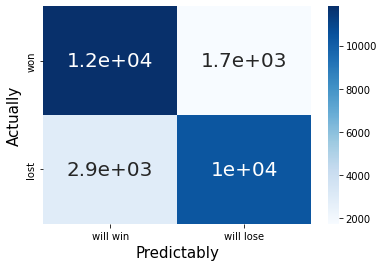 Actually
won
1.2e+04
1.7e+03
10000
8000
lost
2.9e+03
1e+04
6000
4000
2000
will win
will lose
Predictably